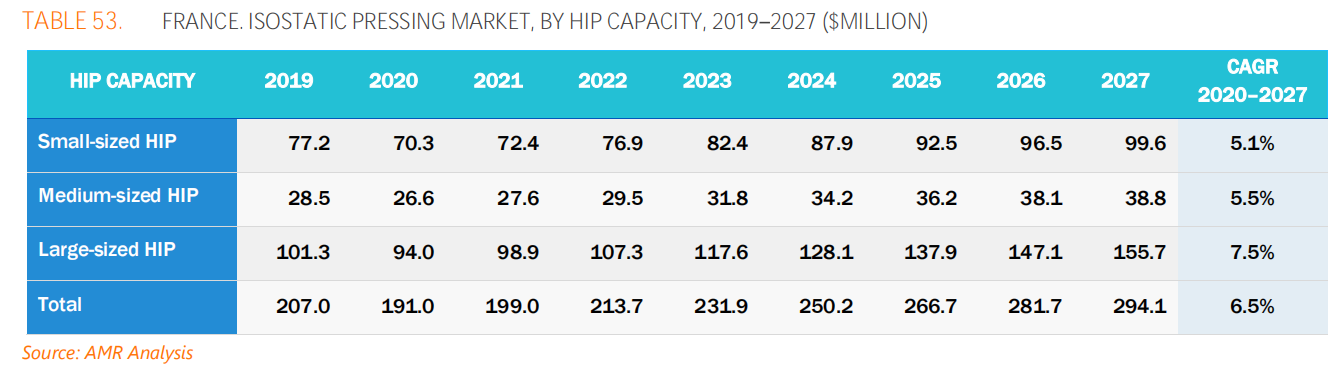 TABLE 53. FRANCE. ISOSTATIC PRESSING MARKET, BY HIP CAPACITY, 2019–2027 ($MILLION)
HIP CAPACITY 2019 2020 2021 2022 2023 2024 2025 2026 2027 CAGR 2020–2027
Small-sized HIP 77.2 70.3 72.4 76.9 82.4 87.9 92.5 96.5 99.6 5.1%
Medium-sized HIP 28.5 26.6 27.6 29.5 31.8 34.2 36.2 38.1 38.8 5.5%
Large-sized HIP 101.3 94.0 98.9 107.3 117.6 128.1 137.9 147.1 155.7 7.5%
Total 207.0 191.0 199.0 213.7 231.9 250.2 266.7 281.7 294.1 6.5%
Source: AMR Analysis